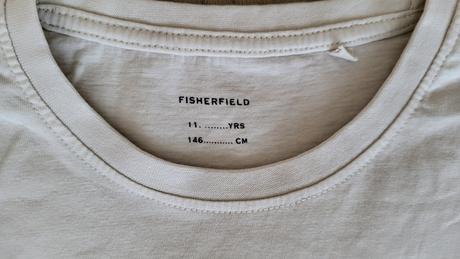 FISHERFIELD
11. ........YRS
146........... CM